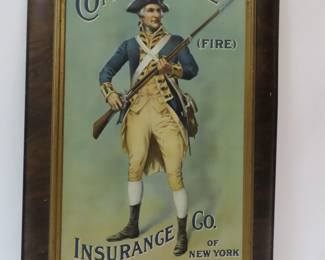 (FIRE)
INSURANCE Co.
OF
NEW YORK